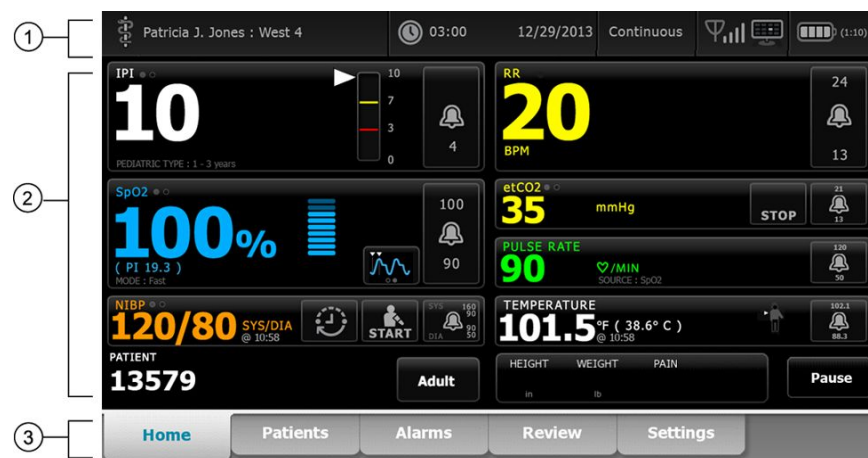 1
Patricia J. Jones : West 4
03:00
12/29/2013
Continuous
(1:10)
2
IPI
10
10
7
3
0
4
PEDIATRIC TYPE : 1 - 3 years
RR
20
BPM
24
13
SpO2
100%
( PI 19.3 )
MODE : Fast
100
90
etCO2
35
mmHg
STOP
21
13
PULSE RATE
90
/MIN
SOURCE : SpO2
120
50
NIBP
120/80
SYS/DIA
@ 10:58
START
SYS
160
90
DIA
90
50
TEMPERATURE
101.5
°F ( 38.6° C )
@ 10:58
102.1
88.3
PATIENT
13579
Adult
HEIGHT WEIGHT PAIN
in lb
Pause
3
Home Patients Alarms Review Settings